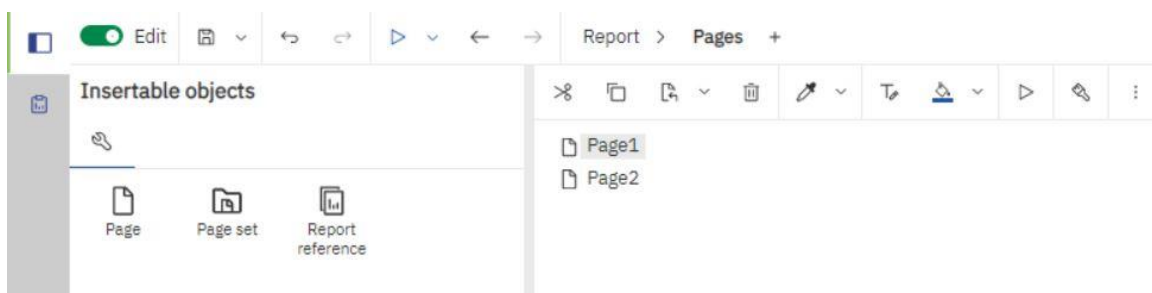 Edit
Report > Pages +
Insertable objects
Page
Page set
Report
reference
Page1
Page2